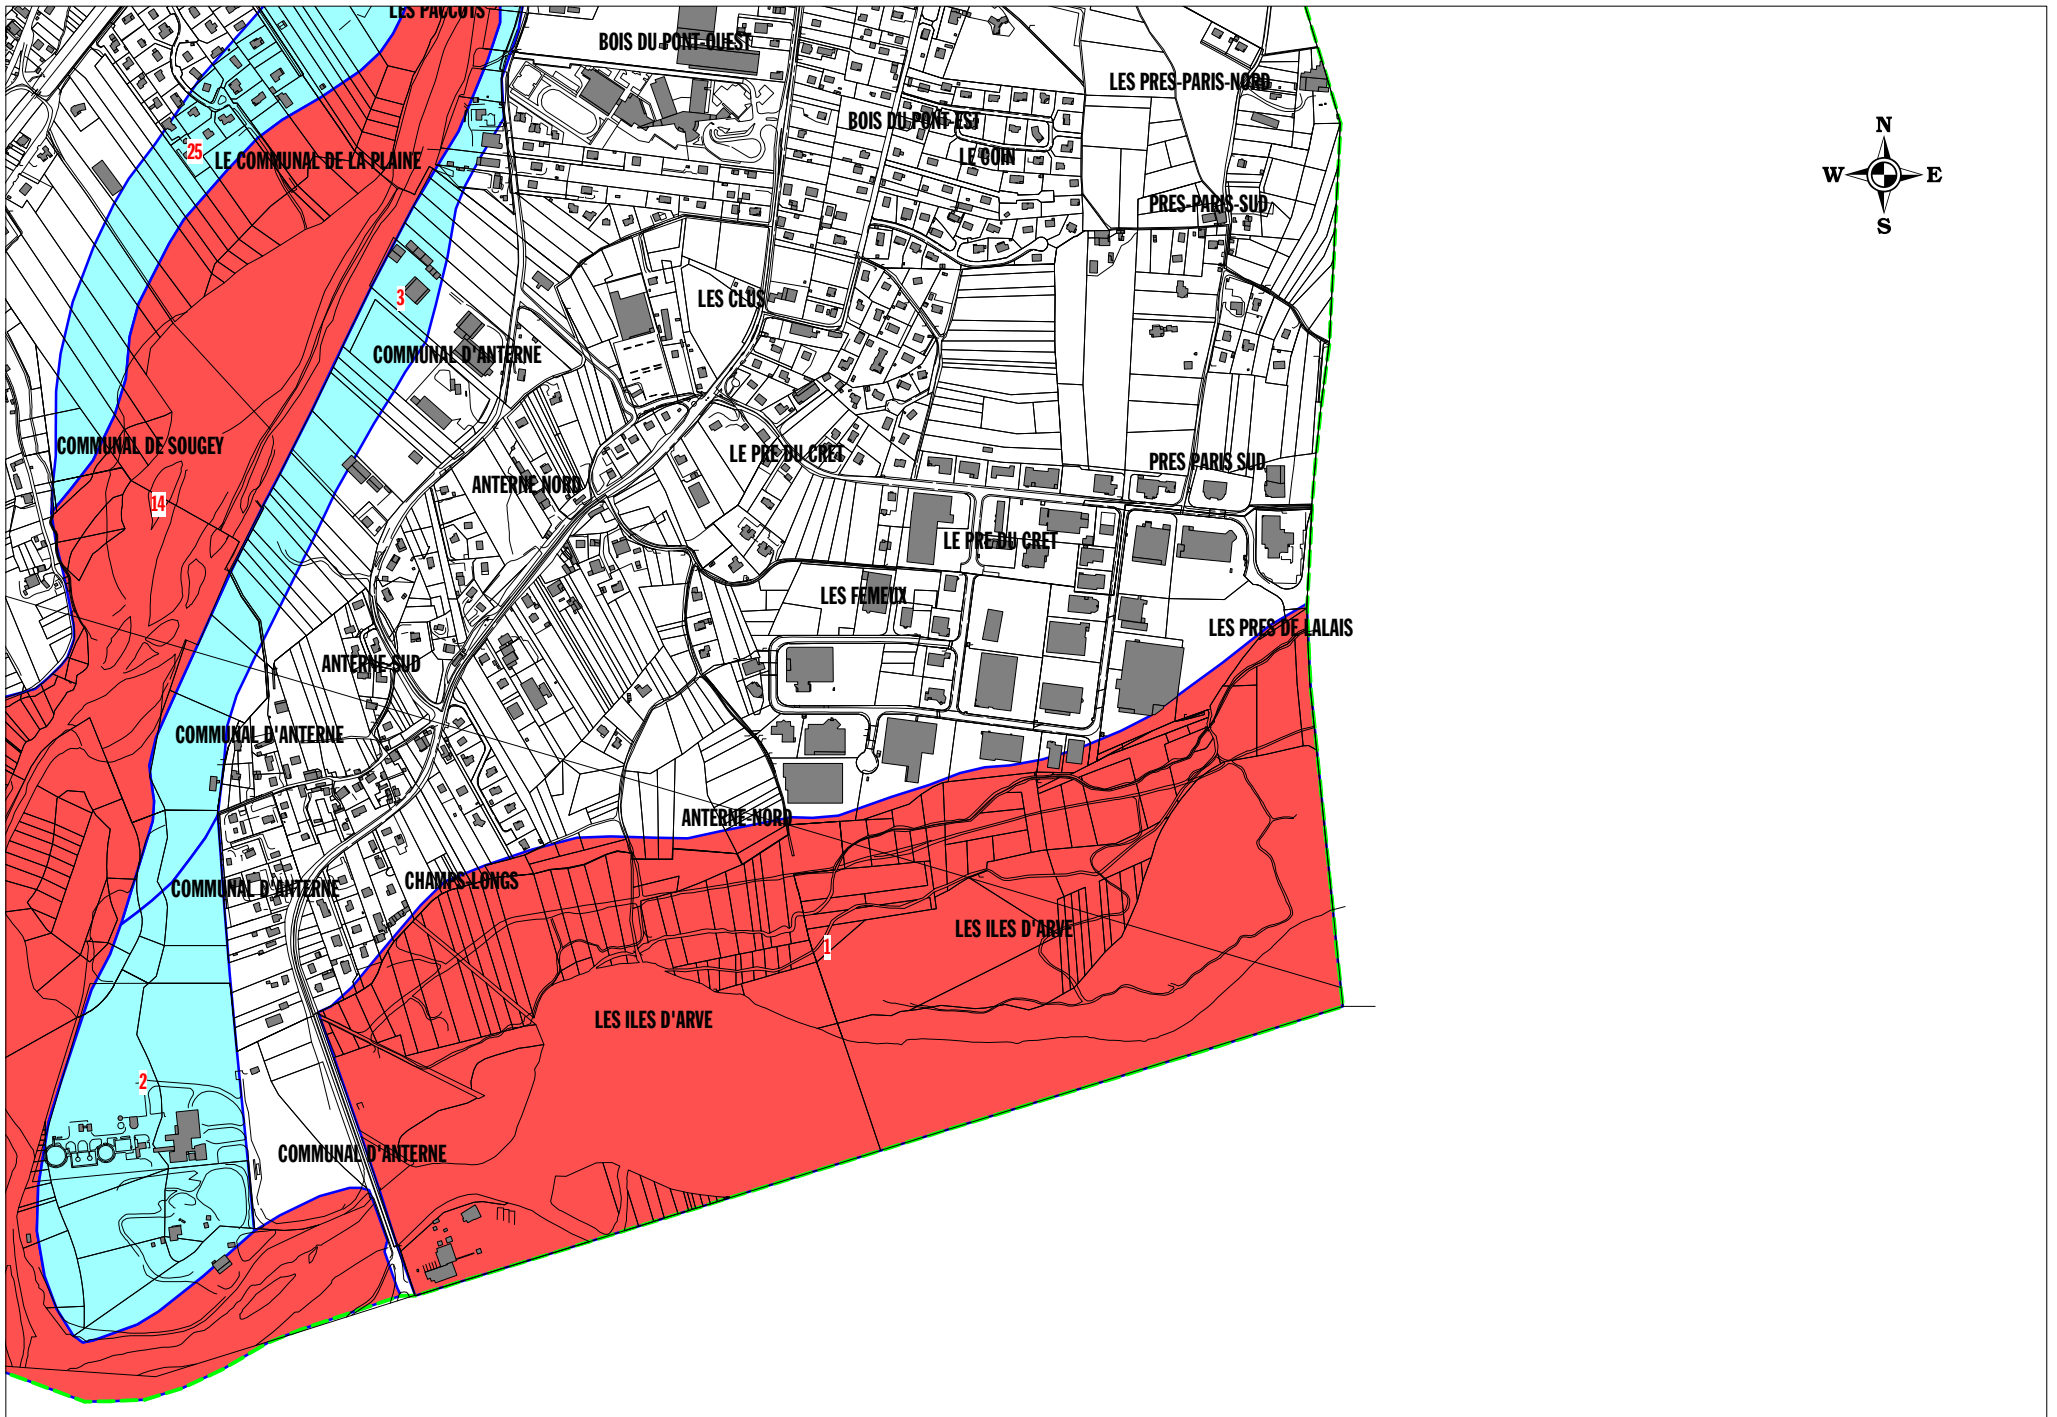 LES PACCOTS
BOIS DU PONT-OUEST
LES PRES-PARIS-NORD
BOIS DU PONT-EST
N
25
LE COMMUNAL DE LA PLAINE
LE COIN
W
E
PRES-PARIS-SUD
S
3
LES CLUS
COMMUNAL D'ANTERNE
COMMUNAL DE SOUGEY
LE PRE DU CRET
PRES PARIS SUD
ANTERNE NORD
14
LE PRE DU CRET
LES FEMEUX
LES PRES DE LALAIS
ANTERNE-SUD
COMMUNAL D'ANTERNE
ANTERNE-NORD
COMMUNAL D'ANTERNE
CHAMPS-LONGS
LES ILES D'ARVE
1
LES ILES D'ARVE
2
COMMUNAL D'ANTERNE